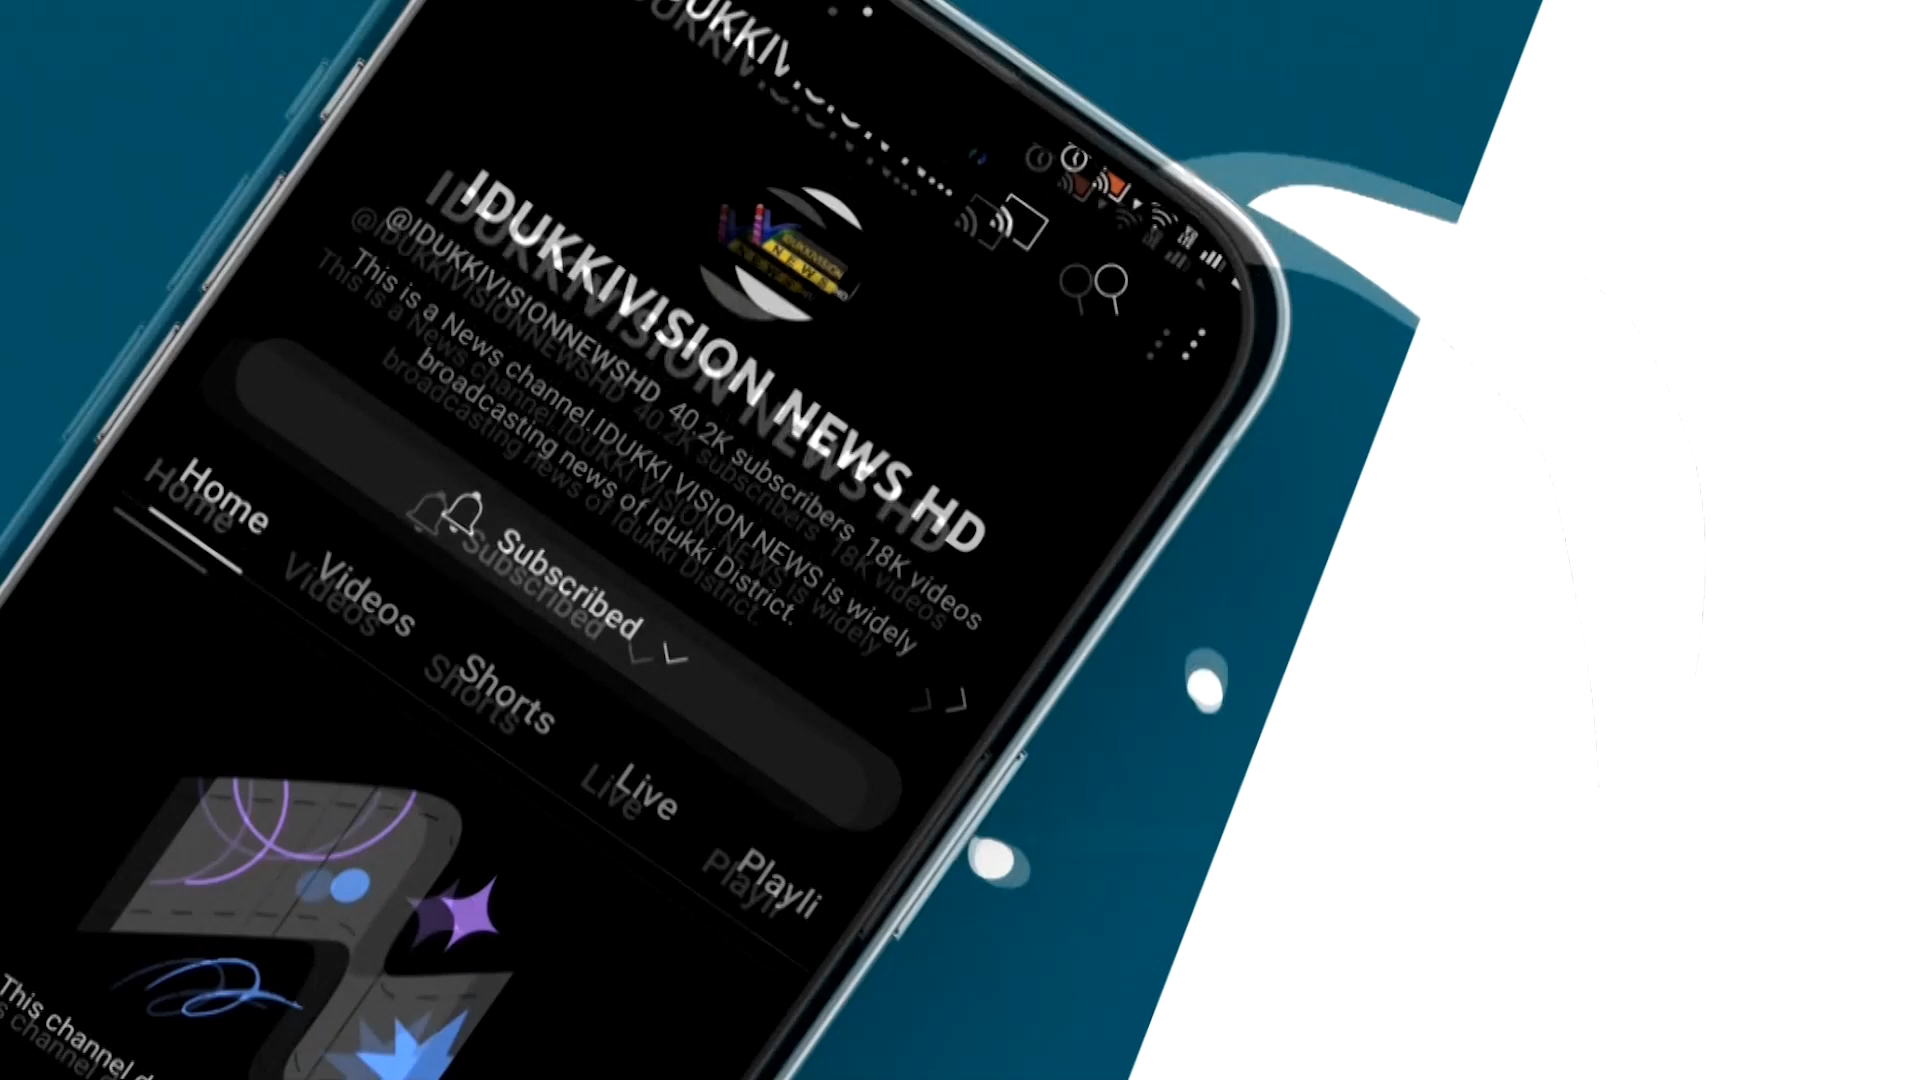 IDUKKIVISION NEWS HD
@IDUKKIVISIONNEWSHD 40.2K subscribers 18K videos
This is a News channel.IDUKKI VISION NEWS is widely
broadcasting news of Idukki District.
Subscribed
Home Videos Shorts Live Playli
This channel